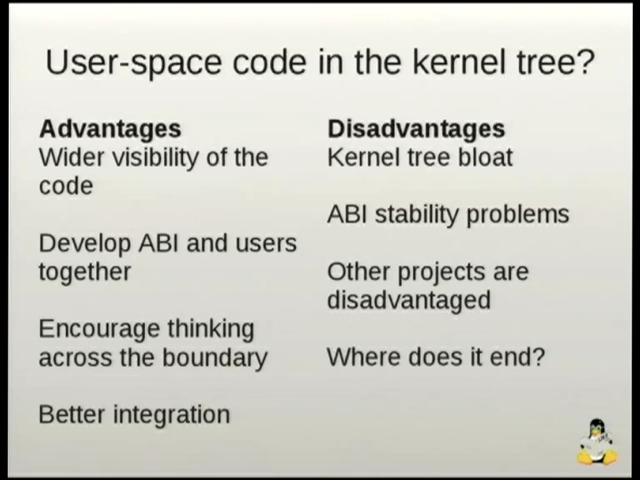 User-space code in the kernel tree?
Advantages
Wider visibility of the
code
Develop ABI and users
together
Encourage thinking
across the boundary
Better integration
Disadvantages
Kernel tree bloat
ABI stability problems
Other projects are
disadvantaged
Where does it end?